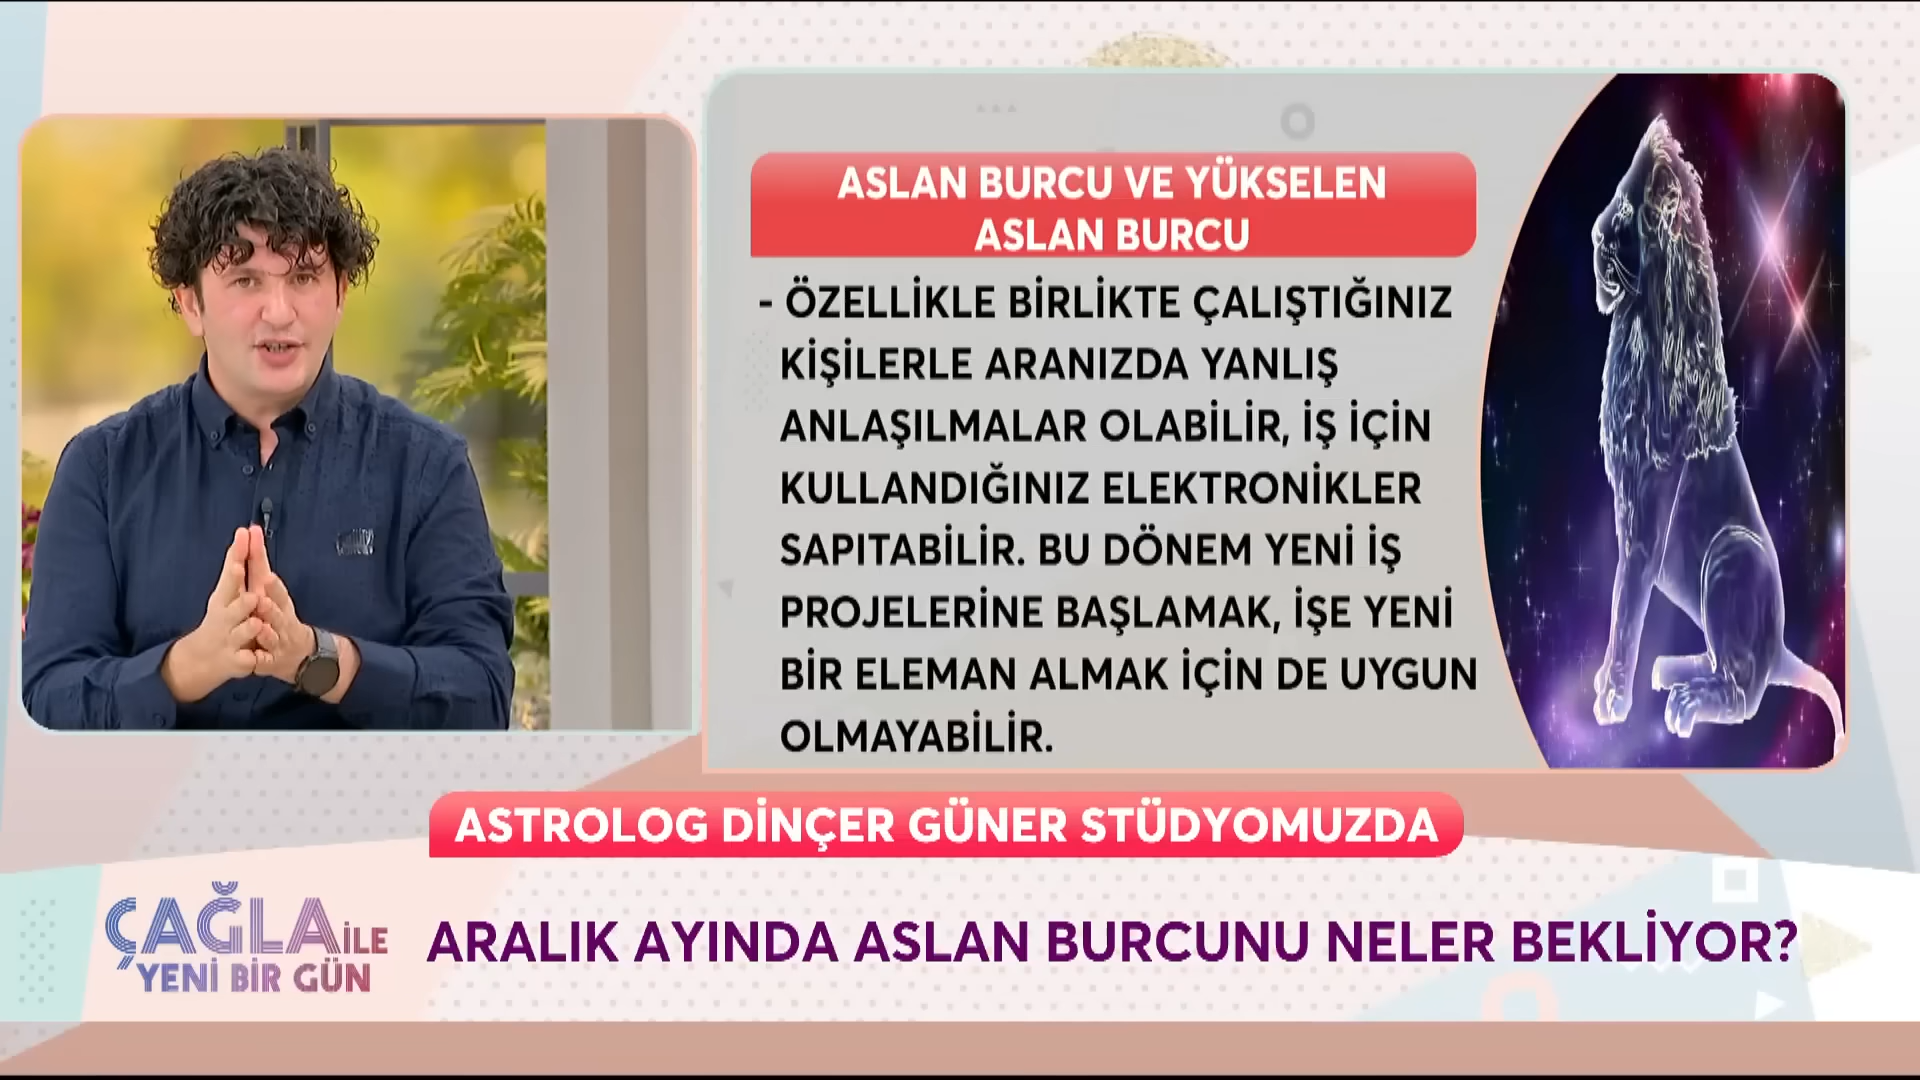 ASLAN BURCU VE YÜKSELEN
ASLAN BURCU
- ÖZELLİKLE BİRLİKTE ÇALIŞTIĞINIZ
KİŞİLERLE ARANIZDA YANLIŞ
ANLAŞILMALAR OLABİLİR, İŞ İÇİN
KULLANDIĞINIZ ELEKTRONİKLER
SAPITABİLİR. BU DÖNEM YENİ İŞ
PROJELERİNE BAŞLAMAK, İŞE YENİ
BİR ELEMAN ALMAK İÇİN DE UYGUN
OLMAYABİLİR.
ASTROLOG DİNÇER GÜNER STÜDYOMUZDA
ÇAĞLA İLE
YENİ BİR GÜN
ARALIK AYINDA ASLAN BURCUNU NELER BEKLİYOR?